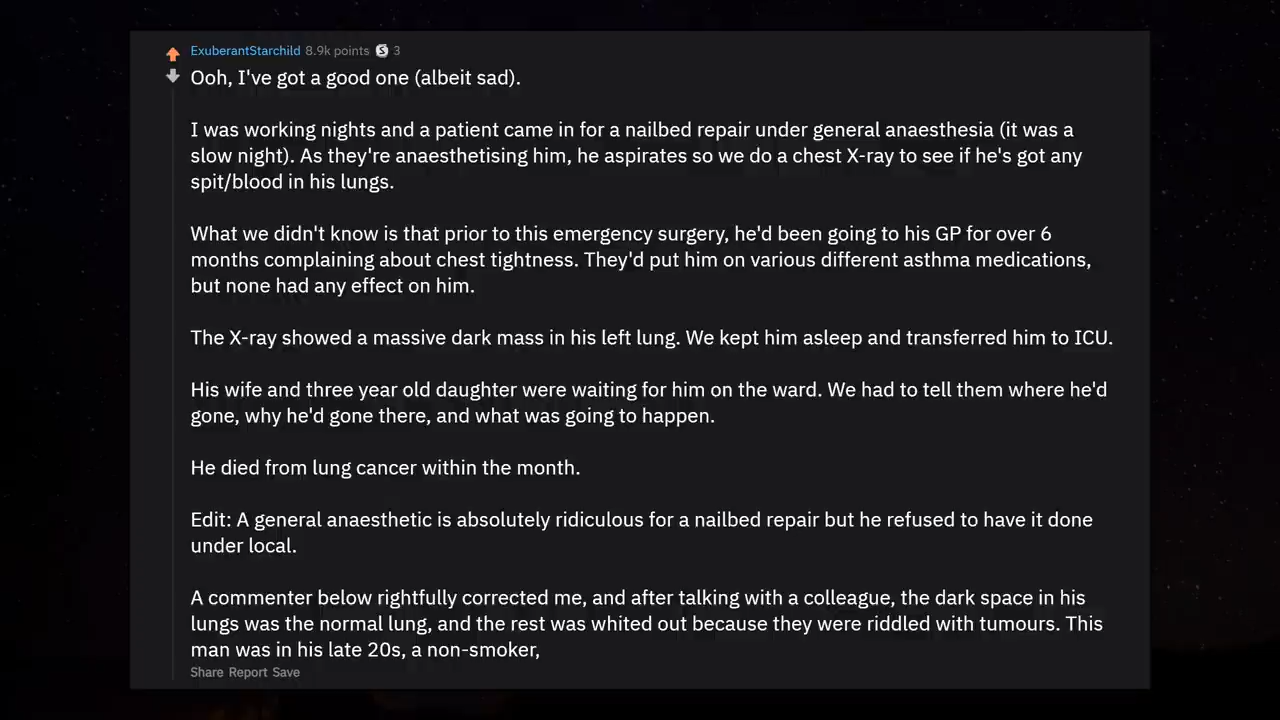 ExuberantStarchild 8.9k points S 3
Ooh, I've got a good one (albeit sad).
I was working nights and a patient came in for a nailbed repair under general anaesthesia (it was a
slow night). As they're anaesthetising him, he aspirates so we do a chest X-ray to see if he's got any
spit/blood in his lungs.
What we didn't know is that prior to this emergency surgery, he'd been going to his GP for over 6
months complaining about chest tightness. They'd put him on various different asthma medications,
but none had any effect on him.
The X-ray showed a massive dark mass in his left lung. We kept him asleep and transferred him to ICU.
His wife and three year old daughter were waiting for him on the ward. We had to tell them where he'd
gone, why he'd gone there, and what was going to happen.
He died from lung cancer within the month.
Edit: A general anaesthetic is absolutely ridiculous for a nailbed repair but he refused to have it done
under local.
A commenter below rightfully corrected me, and after talking with a colleague, the dark space in his
lungs was the normal lung, and the rest was whited out because they were riddled with tumours. This
man was in his late 20s, a non-smoker,
Share Report Save